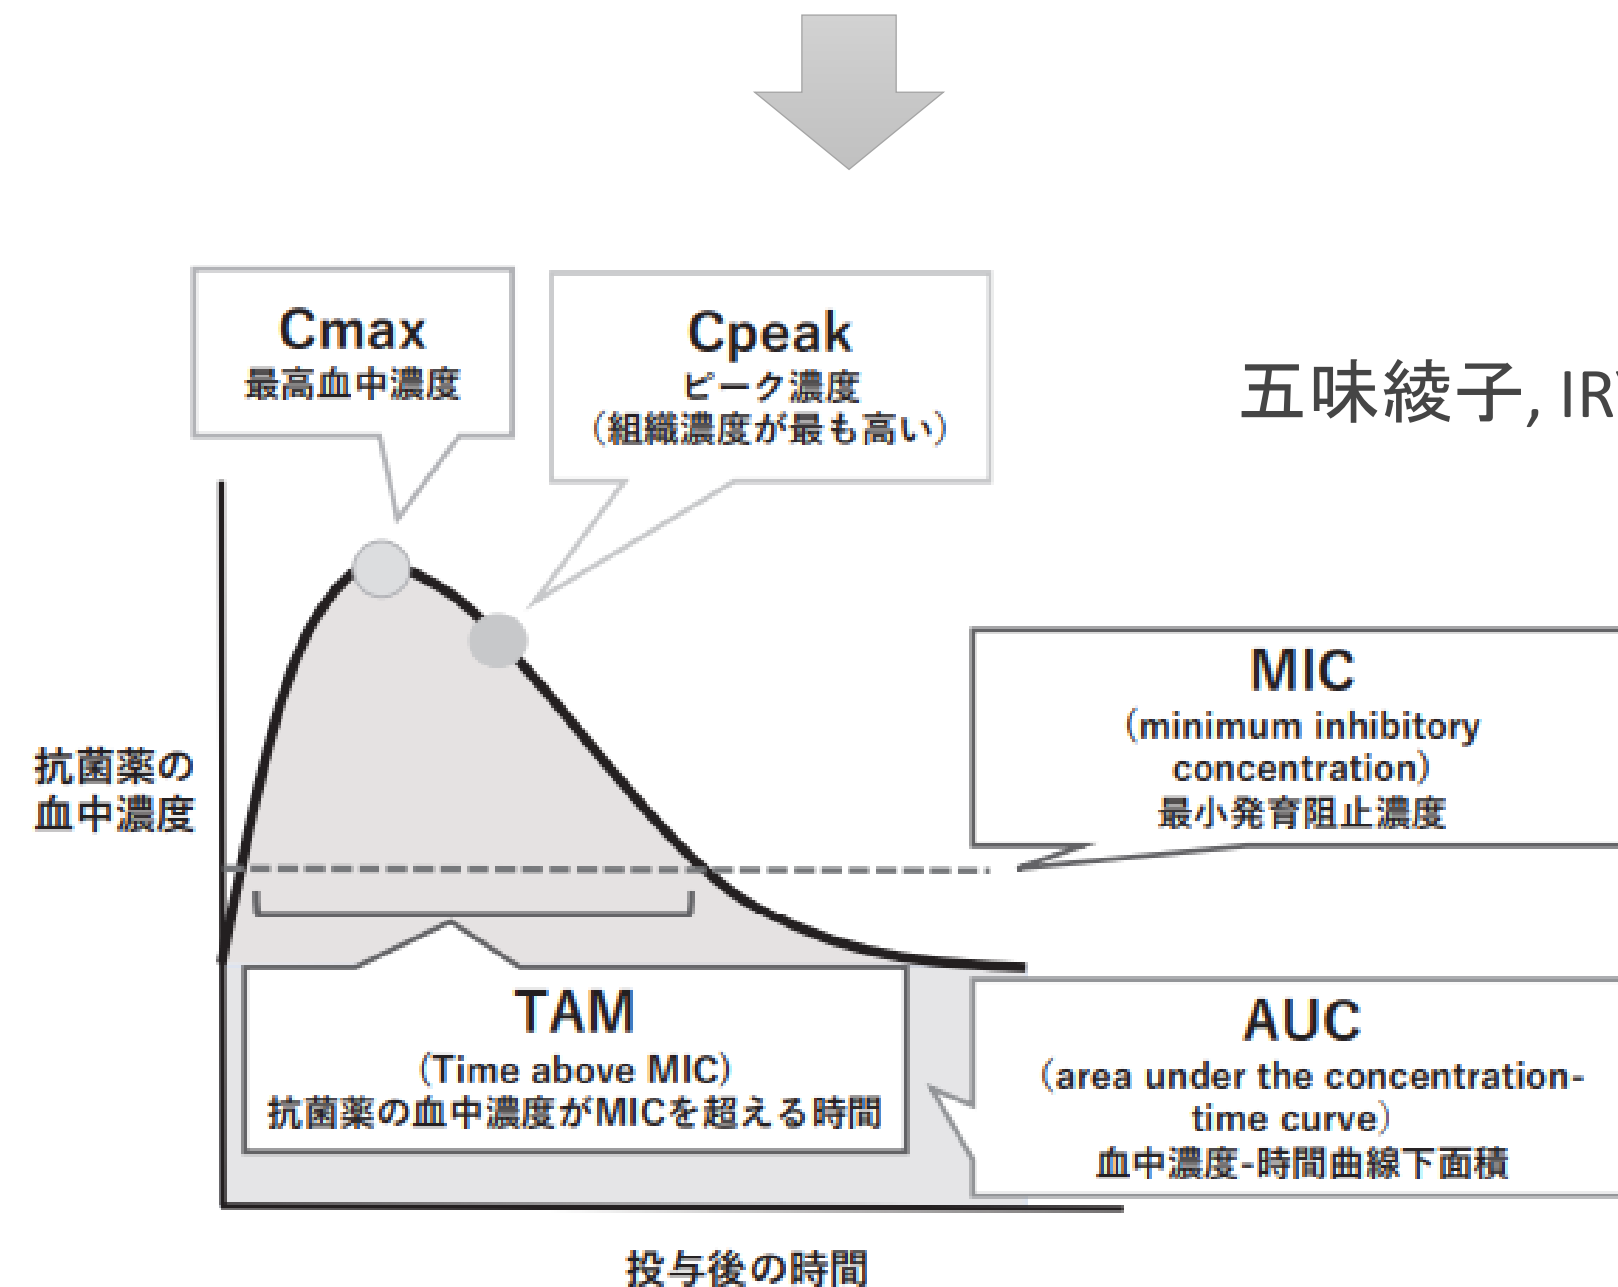 Cmax
最高血中濃度
Cpeak
ピーク濃度
（組織濃度が最も高い）
五味綾子, IR
抗菌薬の
血中濃度
MIC
（minimum inhibitory
concentration）
最小発育阻止濃度
TAM
（Time above MIC）
抗菌薬の血中濃度がMICを超える時間
AUC
（area under the concentration-
time curve）
血中濃度-時間曲線下面積
投与後の時間